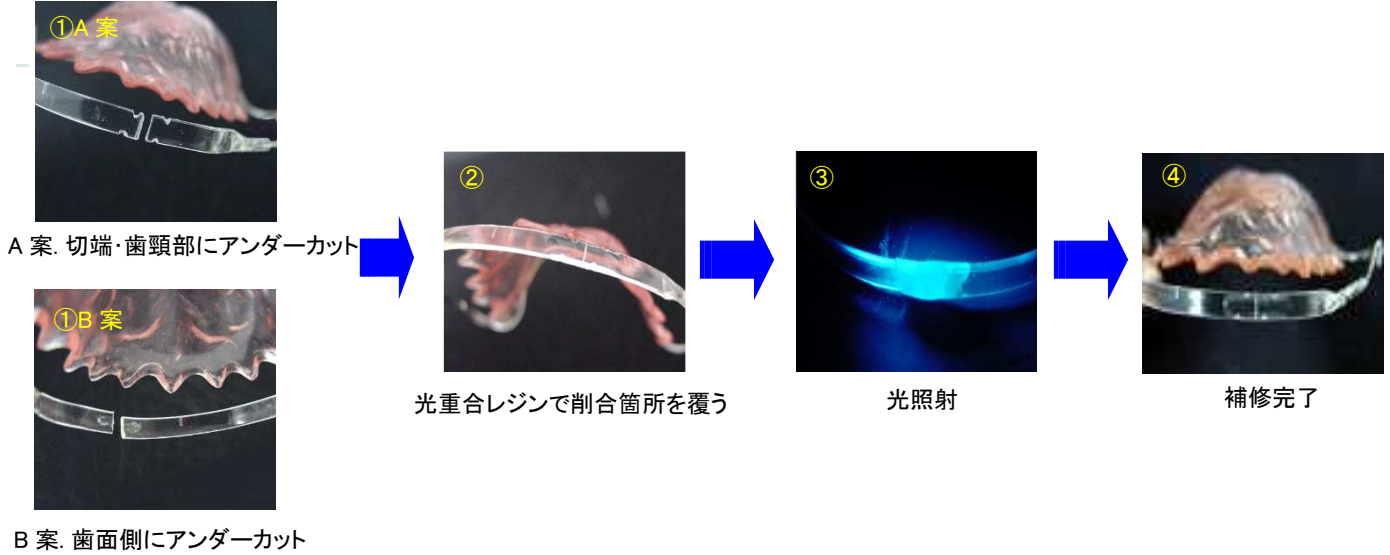 ①A 案
A 案. 切端・歯頸部にアンダーカット
①B 案
B 案. 歯面側にアンダーカット
②
光重合レジンで削合箇所を覆う
③
光照射
④
補修完了